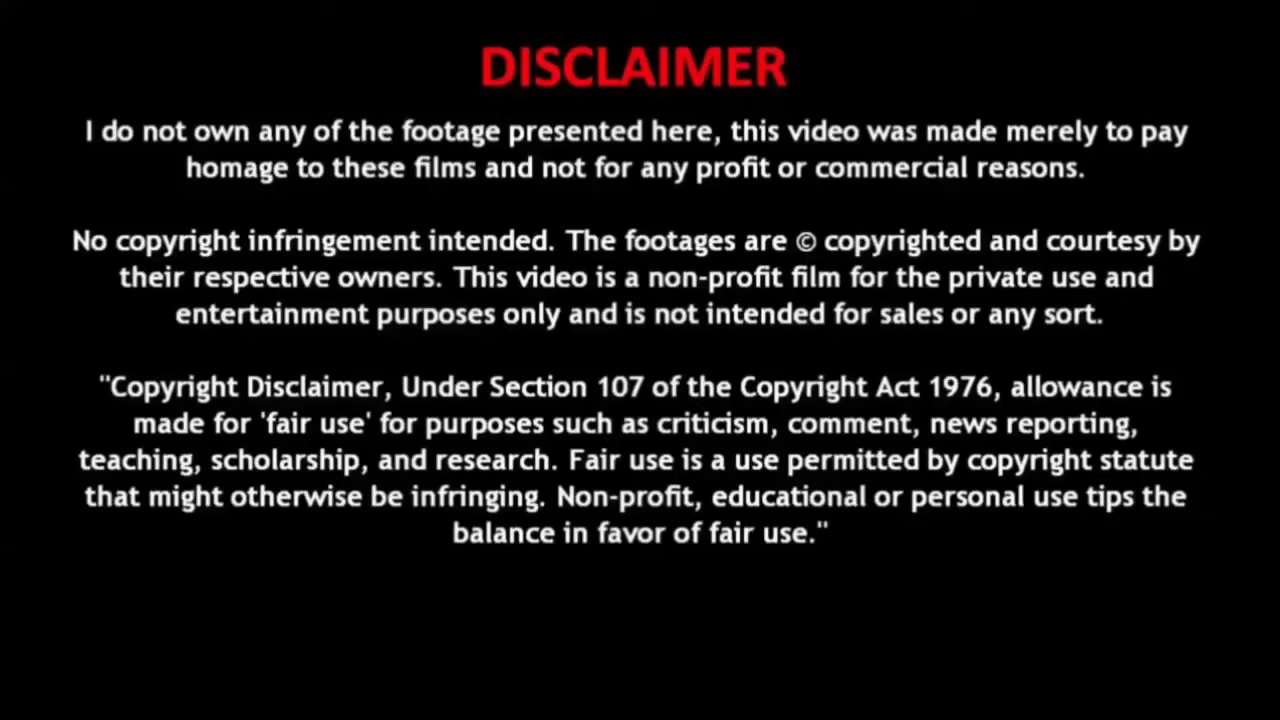 DISCLAIMER
I do not own any of the footage presented here, this video was made merely to pay
homage to these films and not for any profit or commercial reasons.
No copyright infringement intended. The footages are © copyrighted and courtesy by
their respective owners. This video is a non-profit film for the private use and
entertainment purposes only and is not intended for sales or any sort.
"Copyright Disclaimer, Under Section 107 of the Copyright Act 1976, allowance is
made for 'fair use' for purposes such as criticism, comment, news reporting,
teaching, scholarship, and research. Fair use is a use permitted by copyright statute
that might otherwise be infringing. Non-profit, educational or personal use tips the
balance in favor of fair use."